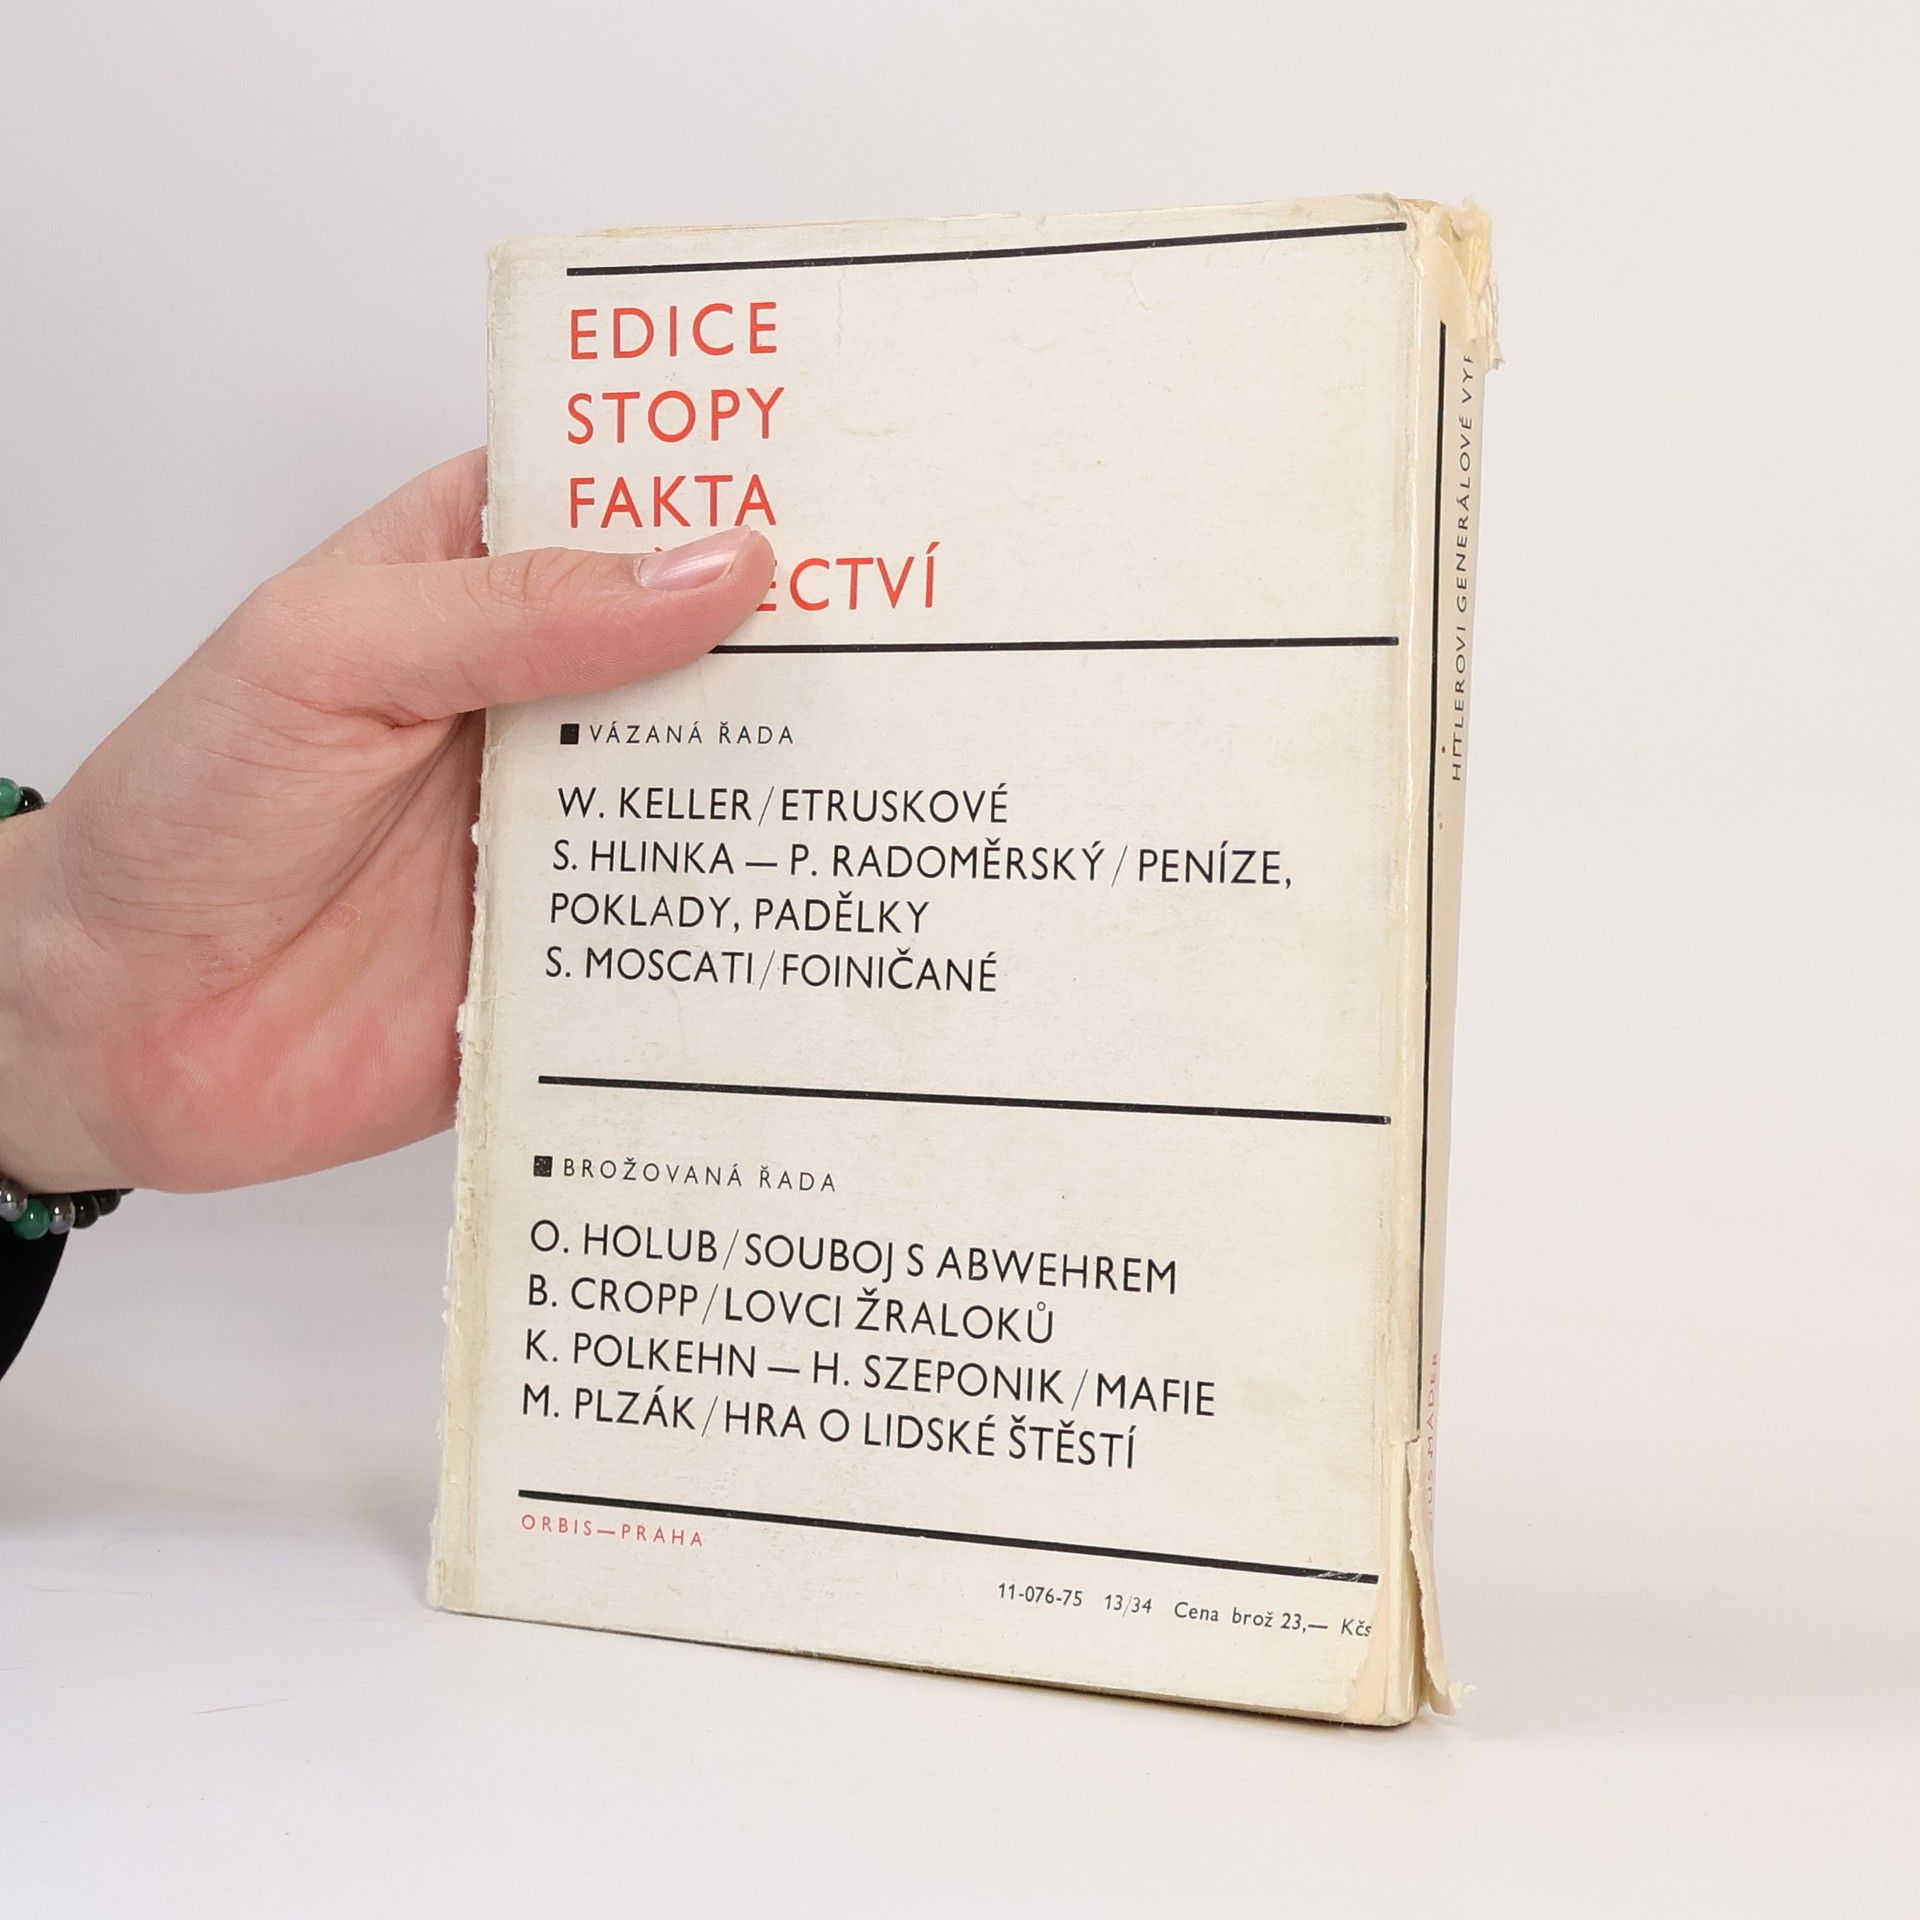 EDICE
STOPY
FAKTA
VÁZANÁ ŘADA
W. KELLER/ETRUSKOVÉ
S. HLINKA — P. RADOMĚRSKÝ/PENÍZE,
POKLADY, PADĚLKY
S. MOSCATI/FOINIČANÉ
BROŽOVANÁ ŘADA
O. HOLUB/SOUBOJ S ABWEHREM
B. CROPP/LOVCI ŽRALOKŮ
K. POLKEHN — H. SZEPONIK/MAFIE
M. PLZÁK/HRA O LIDSKÉ ŠTĚSTÍ
ORBIS—PRAHA
11-076-75 13/34 Cena brož 23,— Kčs
HITLEROVI GENERÁLOVÉ
MADER